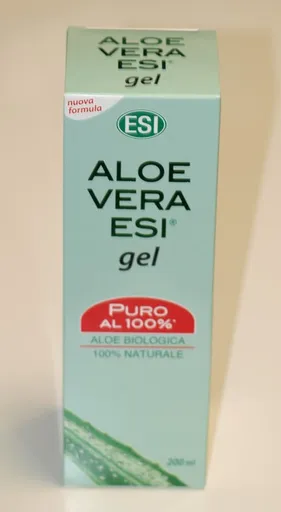 ALOE
VERA
ESI®
gel
nuova
formula
ESI
ALOE
VERA
ESI®
gel
PURO
AL 100%*
ALOE BIOLOGICA
100% NATURALE
200 ml